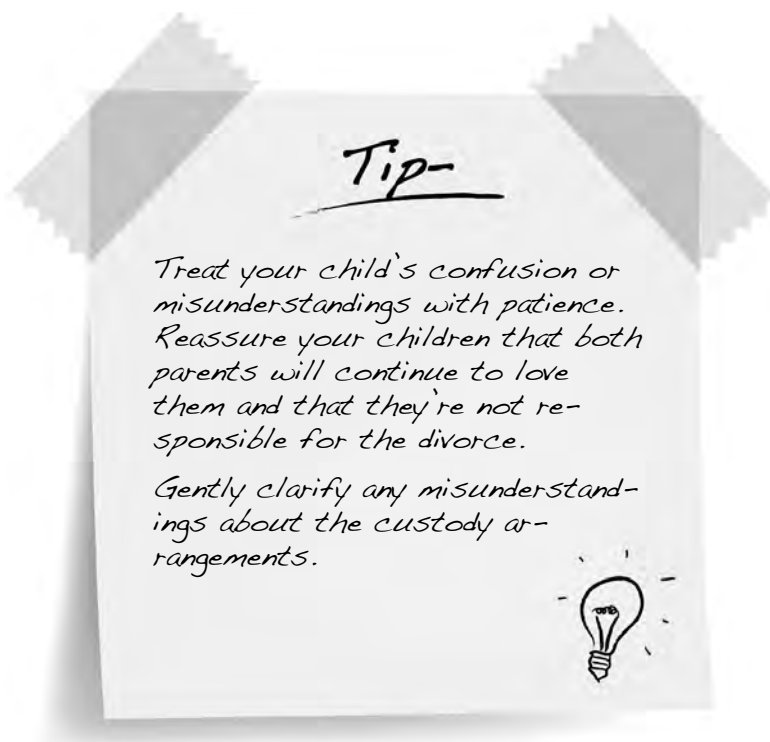 Tip-
Treat your child's confusion or
misunderstandings with patience.
Reassure your children that both
parents will continue to love
them and that they're not re-
sponsible for the divorce.
Gently clarify any misunderstand-
ings about the custody ar-
rangements.